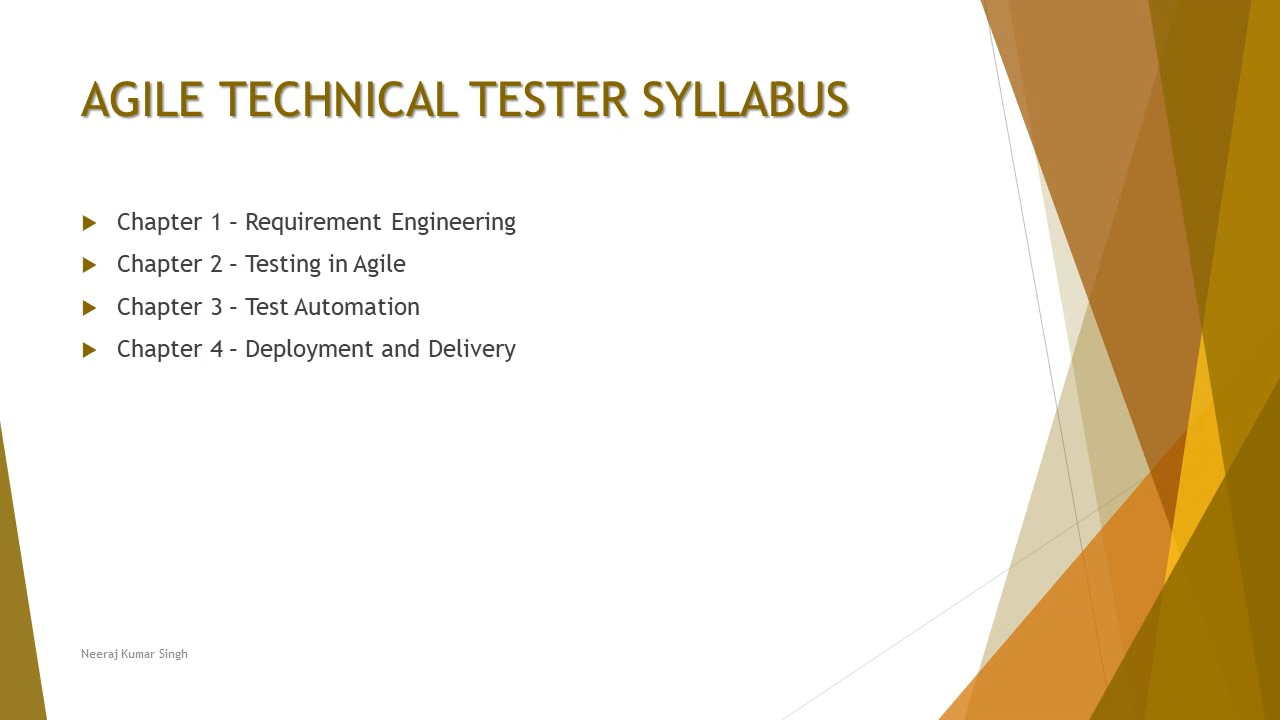 AGILE TECHNICAL TESTER SYLLABUS
Chapter 1 – Requirement Engineering
Chapter 2 – Testing in Agile
Chapter 3 – Test Automation
Chapter 4 – Deployment and Delivery
Neeraj Kumar Singh